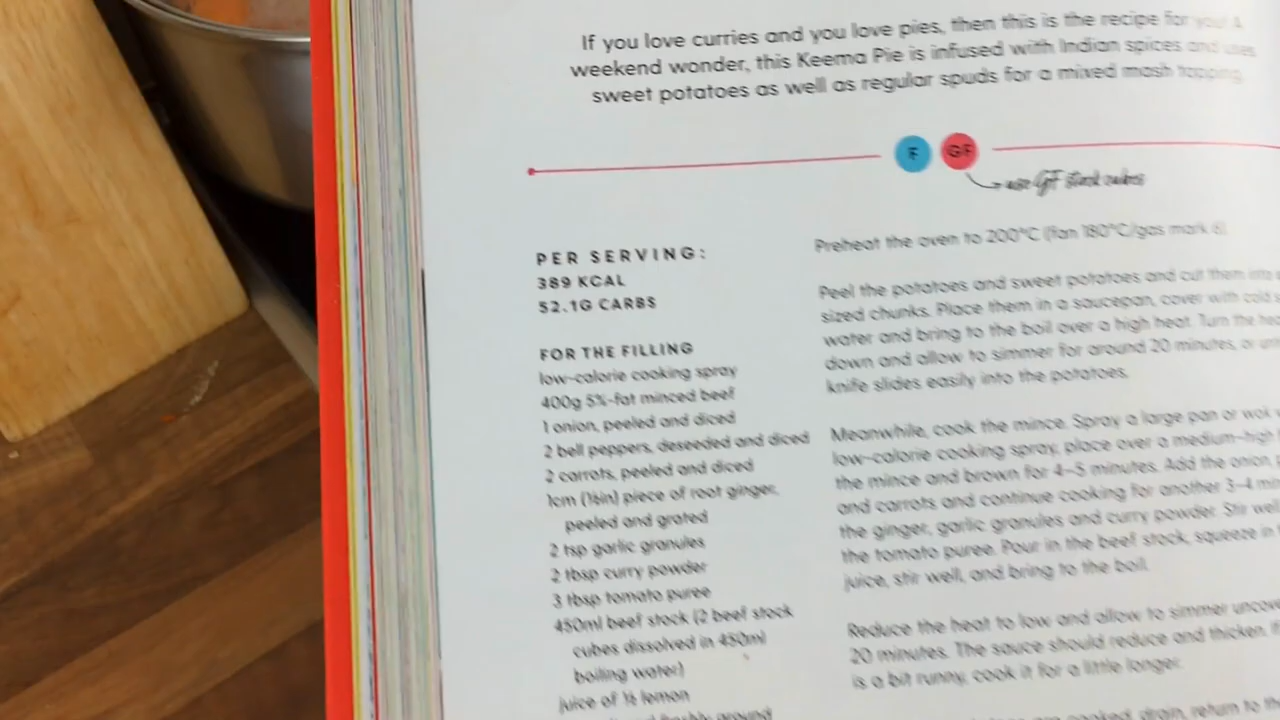 If you love curries and you love pies, then this is the recipe for you! A
weekend wonder, this Keema Pie is infused with Indian spices and uses
sweet potatoes as well as regular spuds for a mixed mash topping.
F GF
use GF stock cubes
PER SERVING:
389 KCAL
52.1G CARBS
FOR THE FILLING
low-calorie cooking spray
400g 5%-fat minced beef
1 onion, peeled and diced
2 bell peppers, deseeded and diced
2 carrots, peeled and diced
1cm (½in) piece of root ginger,
peeled and grated
2 tsp garlic granules
2 tbsp curry powder
3 tbsp tomato puree
450ml beef stock (2 beef stock
cubes dissolved in 450ml
boiling water)
juice of ½ lemon
freshly ground
Preheat the oven to 200°C (fan 180°C/gas mark 6)
Peel the potatoes and sweet potatoes and cut them into
sized chunks. Place them in a saucepan, cover with cold
water and bring to the boil over a high heat. Turn the
down and allow to simmer for around 20 minutes, or
knife slides easily into the potatoes.
Meanwhile, cook the mince. Spray a large pan or wok
low-calorie cooking spray, place over a medium-high
the mince and brown for 4–5 minutes. Add the onion,
and carrots and continue cooking for another 3–4
the ginger, garlic granules and curry powder. Stir well
the tomato puree. Pour in the beef stock, squeeze in
juice, stir well, and bring to the boil.
Reduce the heat to low and allow to simmer
20 minutes. The sauce should reduce and thicken. If
is a bit runny, cook it for a little longer.
are cooked, drain, return to the